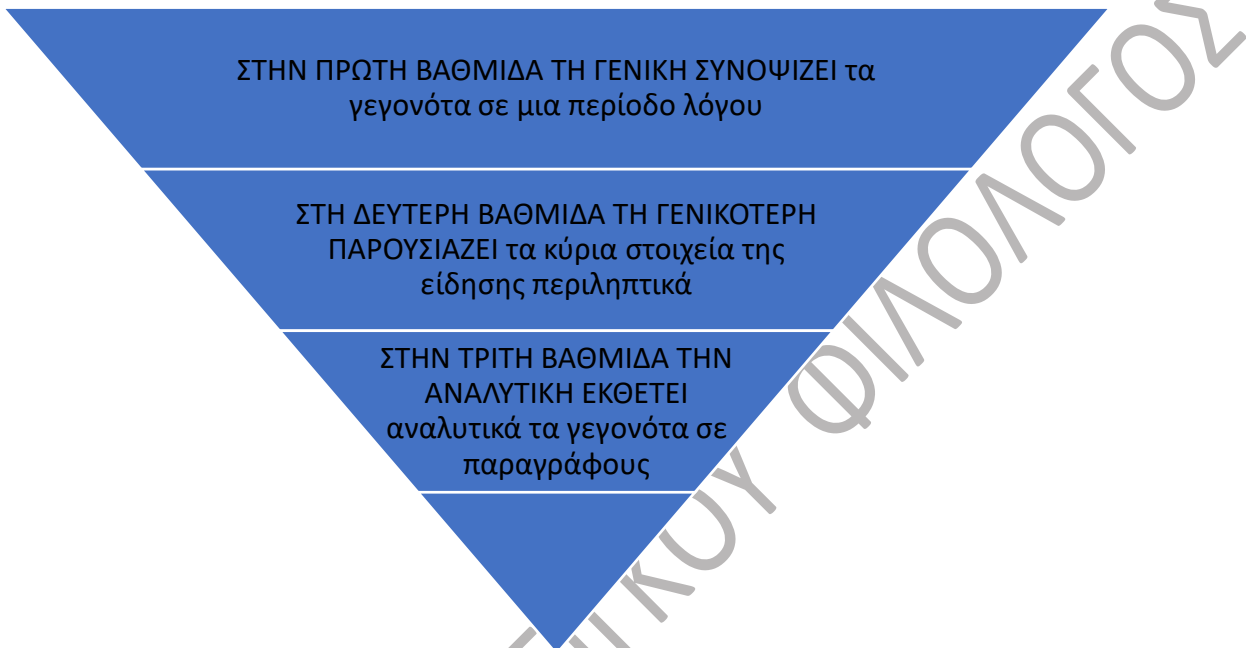 ΣΤΗΝ ΠΡΩΤΗ ΒΑΘΜΙΔΑ ΤΗ ΓΕΝΙΚΗ ΣΥΝΟΨΙΖΕΙ τα
γεγονότα σε μια περίοδο λόγου
ΣΤΗ ΔΕΥΤΕΡΗ ΒΑΘΜΙΔΑ ΤΗ ΓΕΝΙΚΟΤΕΡΗ
ΠΑΡΟΥΣΙΑΖΕΙ τα κύρια στοιχεία της
είδησης περιληπτικά
ΣΤΗΝ ΤΡΙΤΗ ΒΑΘΜΙΔΑ ΤΗΝ
ΑΝΑΛΥΤΙΚΗ ΕΚΘΕΤΕΙ
αναλυτικά τα γεγονότα σε
παραγράφους
ΦΙΛΟΛΟΓΟΣ